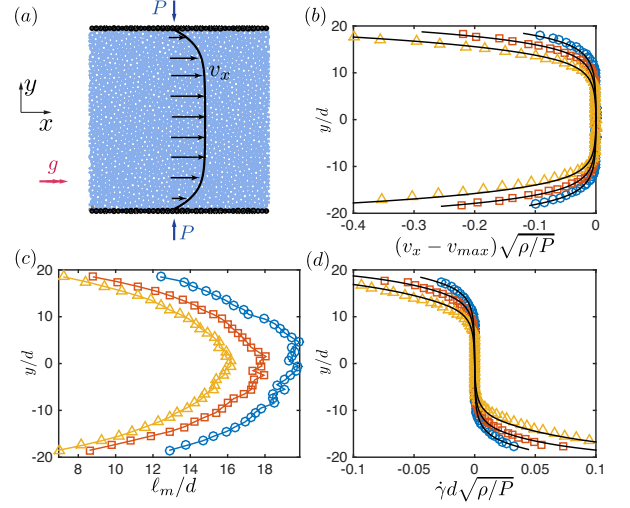 (a)
P
v_x
y
x
g
P
(b)
20
10
0
-10
-20
y/d
-0.4
-0.3
-0.2
-0.1
0
(v_x − v_{max})√ρ/P
(c)
20
10
0
-10
-20
y/d
8
10
12
14
16
18
ℓ_m/d
(d)
20
10
0
-10
-20
y/d
-0.1
-0.05
0
0.05
0.1
γ̇d√ρ/P